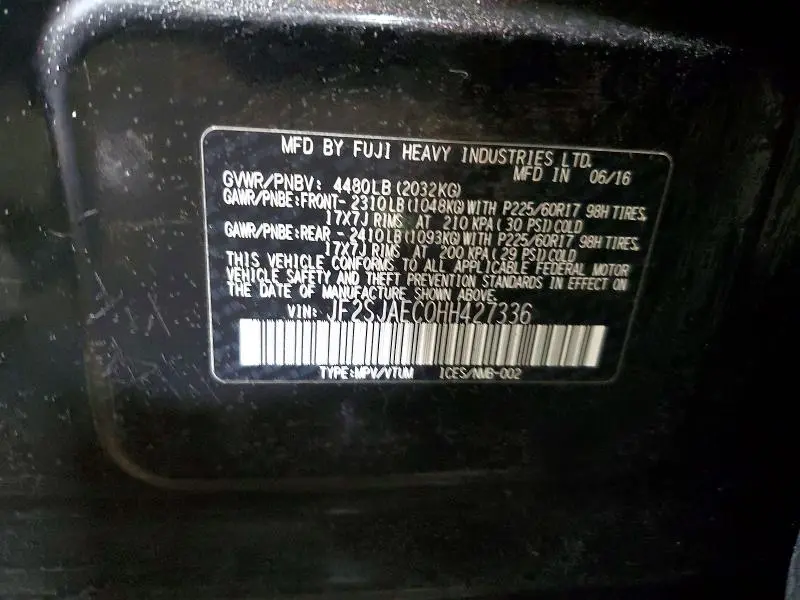 MFD BY FUJI HEAVY INDUSTRIES LTD.
MFD IN 06/16
GVWR/PNBV: 4480LB(2032KG)
GAWR/PNBE:FRONT- 2310LB(1048KG)WITH P225/60R17 98H TIRES,
17X7J RIMS AT 210 KPA(30 PSI)COLD
GAWR/PNBE:REAR -2410LB(1093KG)WITH P225/60R17 98H TIRES,
17X7J RIMS AT 200 KPA(29 PSI)COLD
THIS VEHICLE CONFORMS TO ALL APPLICABLE FEDERAL MOTOR
VEHICLE SAFETY AND THEFT PREVENTION STANDARDS IN EFFECT ON
THE DATE OF MANUFACTURE SHOWN ABOVE.
VIN: JF2SJAEC0HH427336
TYPE:MPV/VTUM ICES/NMB-002